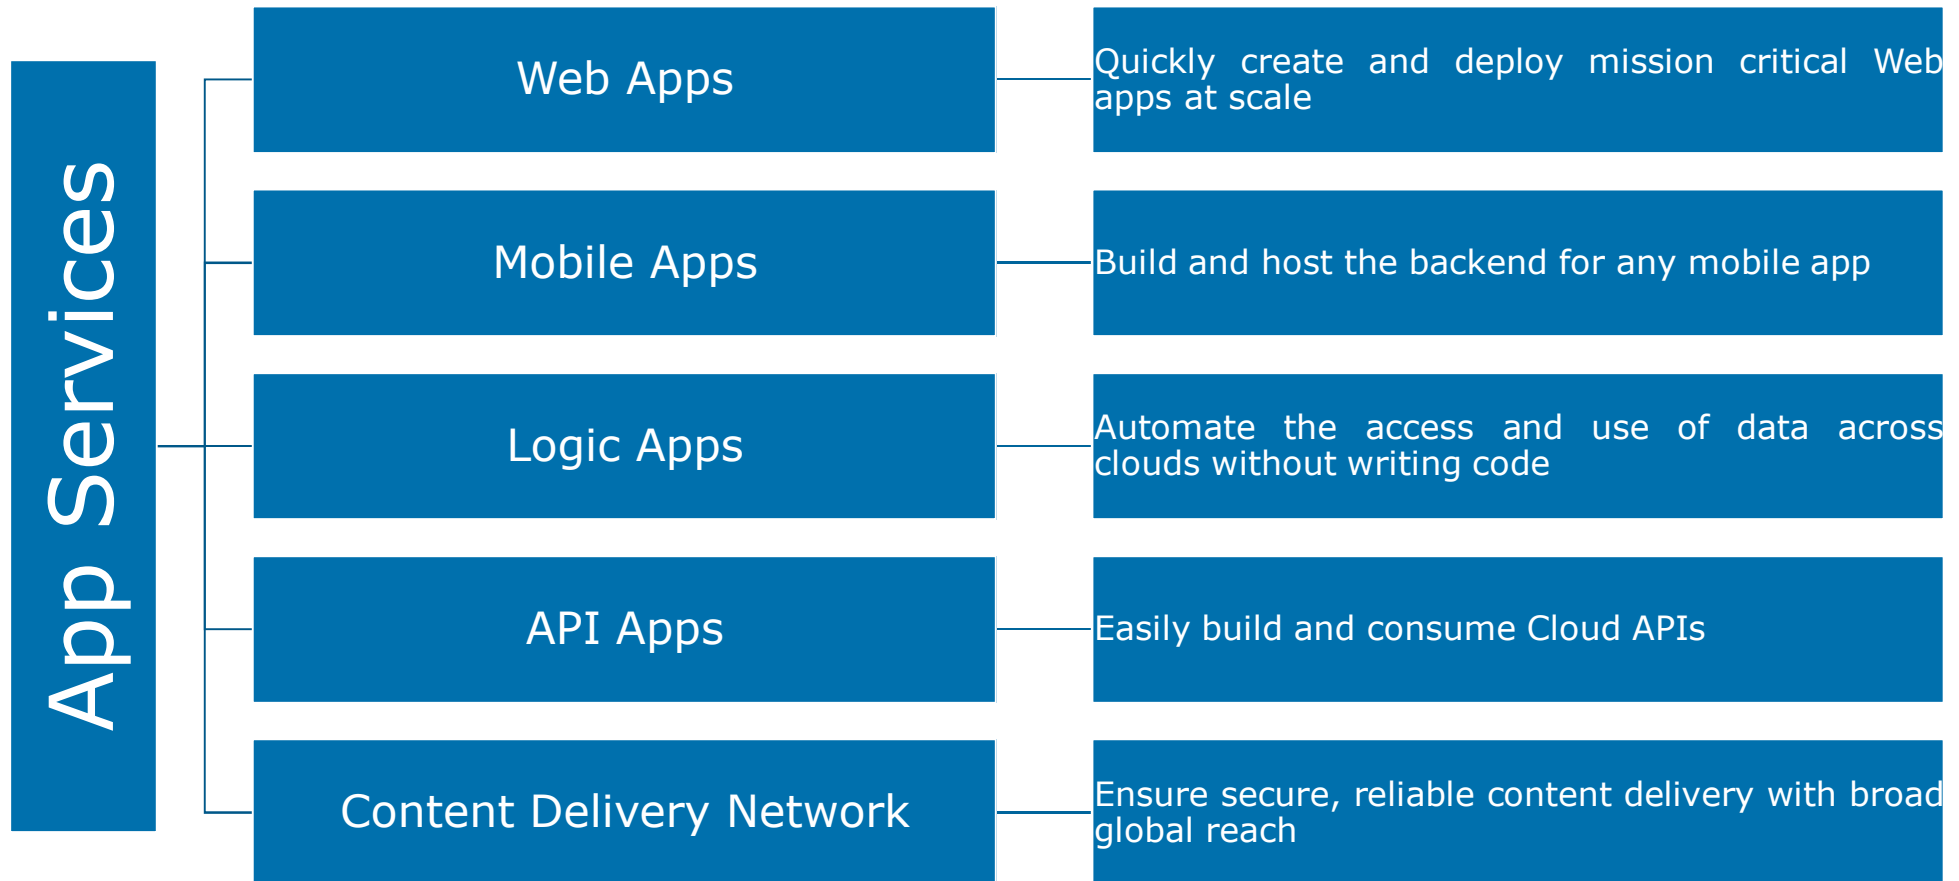 App Services
Web Apps
Quickly create and deploy mission critical Web
apps at scale
Mobile Apps
Build and host the backend for any mobile app
Logic Apps
Automate the access and use of data across
clouds without writing code
API Apps
Easily build and consume Cloud APIs
Content Delivery Network
Ensure secure, reliable content delivery with broad
global reach